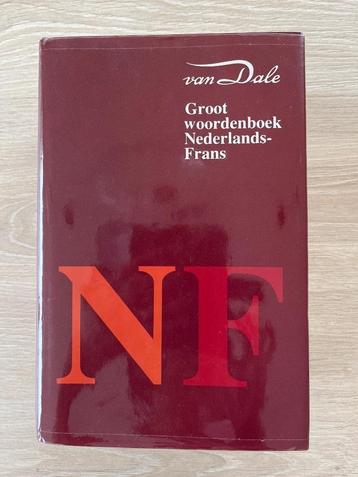 van Dale
Groot
woordenboek
Nederlands-
Frans
NF